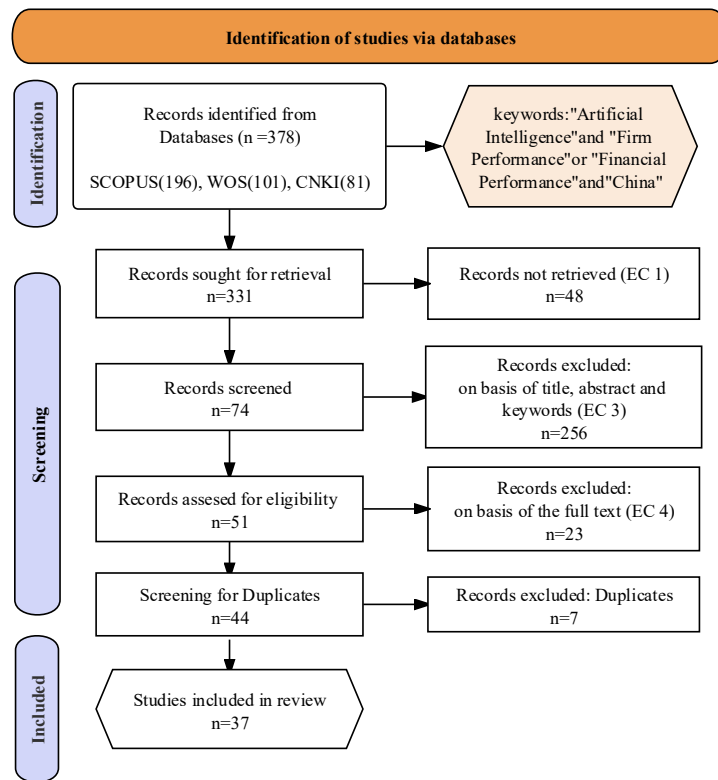 Identification of studies via databases
Identification
Records identified from
Databases (n =378)
SCOPUS(196), WOS(101), CNKI(81)
keywords:"Artificial
Intelligence"and "Firm
Performance"or "Financial
Performance"and"China"
Screening
Records sought for retrieval
n=331
Records not retrieved (EC 1)
n=48
Records screened
n=74
Records excluded:
on basis of title, abstract and
keywords (EC 3)
n=256
Records assesed for eligibility
n=51
Records excluded:
on basis of the full text (EC 4)
n=23
Screening for Duplicates
n=44
Records excluded: Duplicates
n=7
Included
Studies included in review
n=37